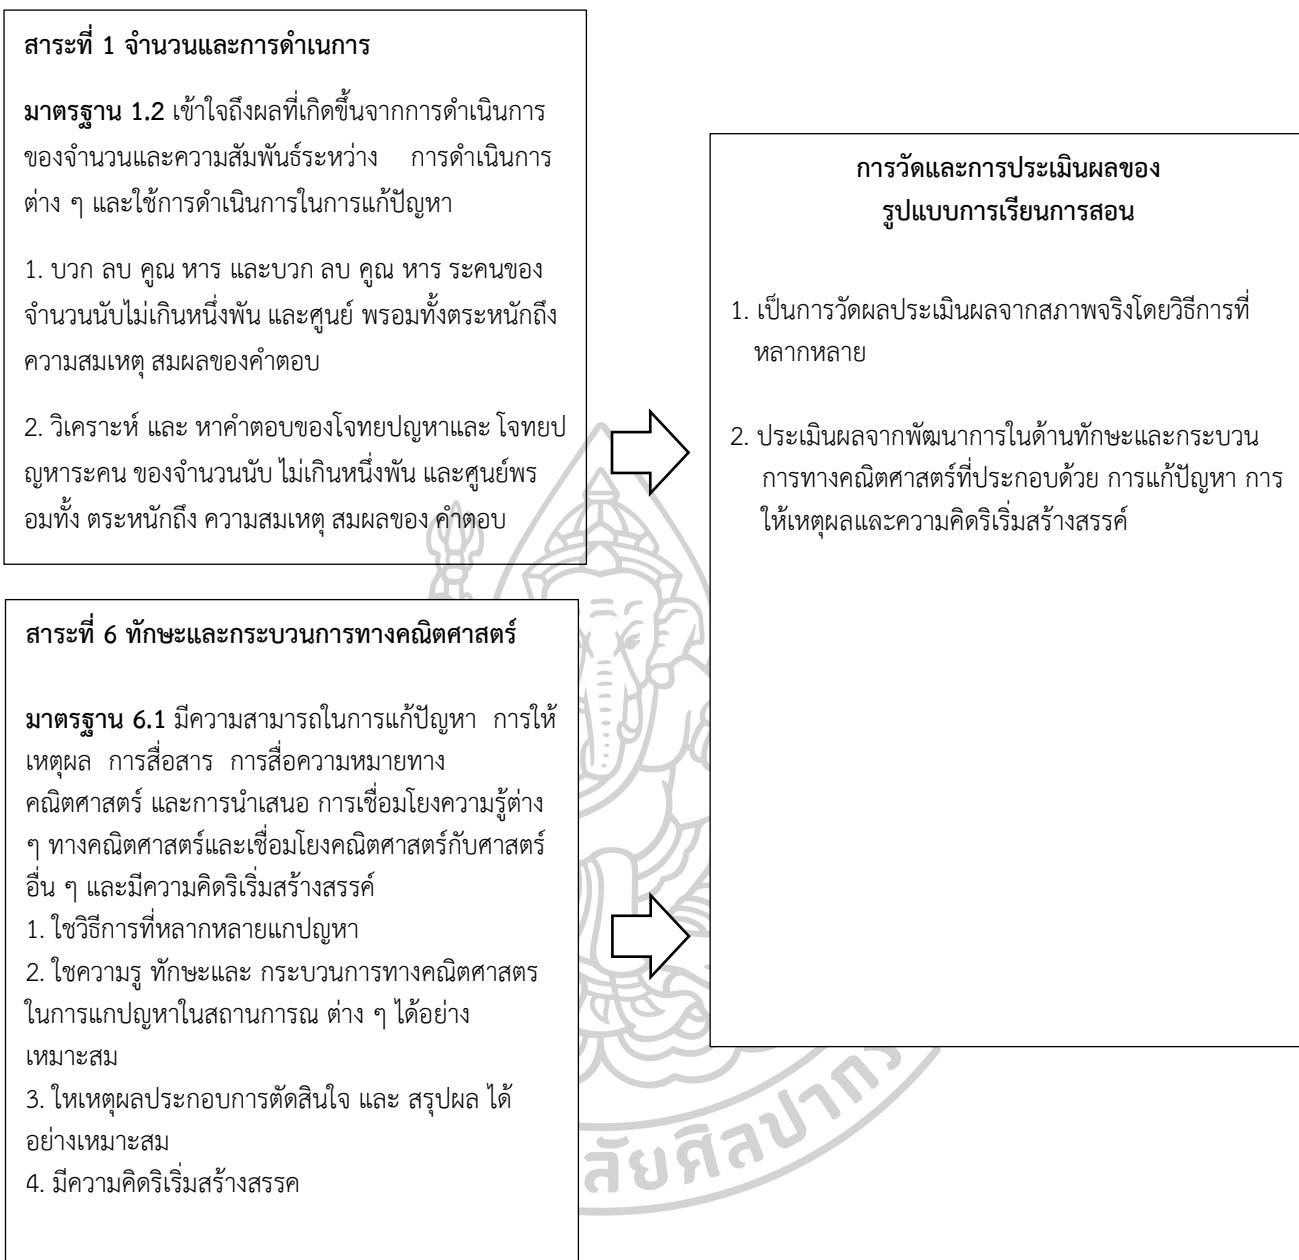 สาระที่ 1 จำนวนและการดำเนการ
มาตรฐาน 1.2 เข้าใจถึงผลที่เกิดขึ้นจากการดำเนินการ
ของจำนวนและความสัมพันธ์ระหว่าง การดำเนินการ
ต่าง ๆ และใช้การดำเนินการในการแก้ปัญหา
1. บวก ลบ คูณ หาร และบวก ลบ คูณ หาร ระคนของ
จำนวนนับไม่เกินหนึ่งพัน และศูนย์ พรอมทั้งตระหนักถึง
ความสมเหตุ สมผลของคำตอบ
2. วิเคราะห์ และ หาคำตอบของโจทยปญหาและ โจทยป
ญหาระคน ของจำนวนนับ ไม่เกินหนึ่งพัน และศูนย์พร
อมทั้ง ตระหนักถึง ความสมเหตุ สมผลของ คำตอบ
สาระที่ 6 ทักษะและกระบวนการทางคณิตศาสตร์
มาตรฐาน 6.1 มีความสามารถในการแก้ปัญหา การให้
เหตุผล การสื่อสาร การสื่อความหมายทาง
คณิตศาสตร์ และการนำเสนอ การเชื่อมโยงความรู้ต่าง
ๆ ทางคณิตศาสตร์และเชื่อมโยงคณิตศาสตร์กับศาสตร์
อื่น ๆ และมีความคิดริเริ่มสร้างสรรค์
1. ใชวิธีการที่หลากหลายแกปญหา
2. ใชความรู ทักษะและ กระบวนการทางคณิตศาสตร
ในการแกปญหาในสถานการณ ต่าง ๆ ได้อย่าง
เหมาะสม
3. ใหเหตุผลประกอบการตัดสินใจ และ สรุปผล ได้
อย่างเหมาะสม
4. มีความคิดริเริ่มสร้างสรรค
การวัดและการประเมินผลของ
รูปแบบการเรียนการสอน
1. เป็นการวัดผลประเมินผลจากสภาพจริงโดยวิธีการที่
หลากหลาย
2. ประเมินผลจากพัฒนาการในด้านทักษะและกระบวน
การทางคณิตศาสตร์ที่ประกอบด้วย การแก้ปัญหา การ
ให้เหตุผลและความคิดริเริ่มสร้างสรรค์
ลัยศิลปากร